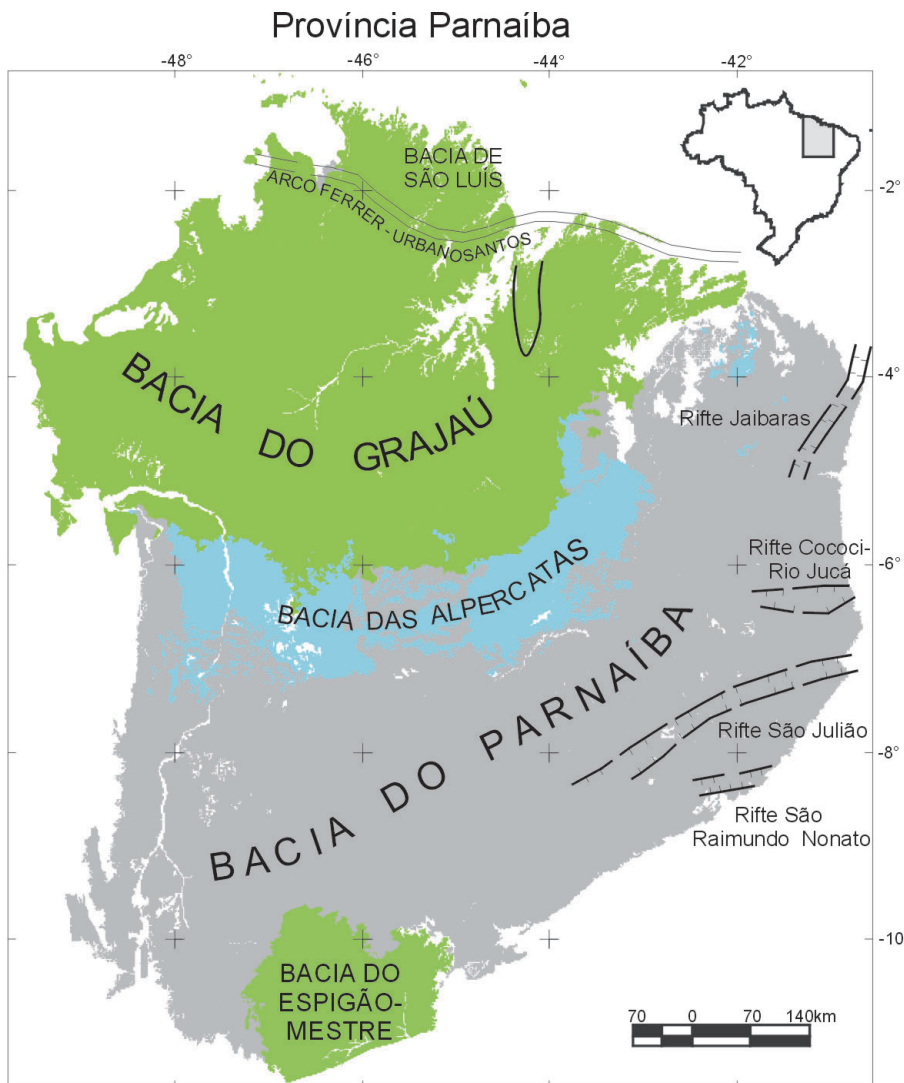 Província Parnaíba
-48°
-46°
-44°
-42°
BACIA DE
SÃO LUÍS
ARCO FERRER - URBANOSANTOS
-2°
BACIA DO GRAJAÚ
-4°
Rifte Jaibaras
Rifte Cococi-
Rio Jucá
-6°
BACIA DAS ALPERCATAS
BACIA DO PARNAÍBA
Rifte São Julião
-8°
Rifte São
Raimundo Nonato
-10
BACIA DO
ESPIGÃO-
MESTRE
70 0 70 140km